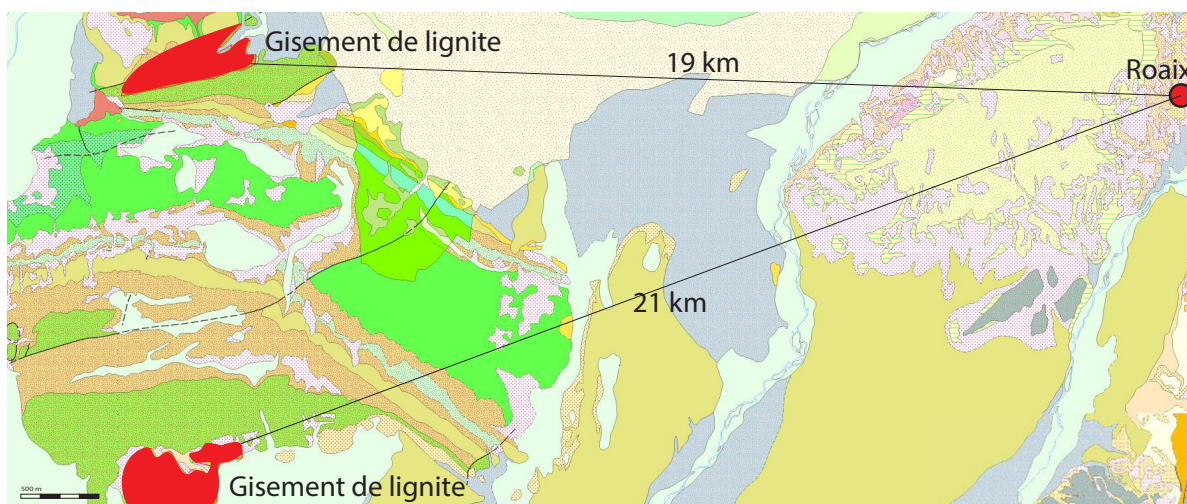 Gisement de lignite
19 km
Roaix
21 km
Gisement de lignite
500 m